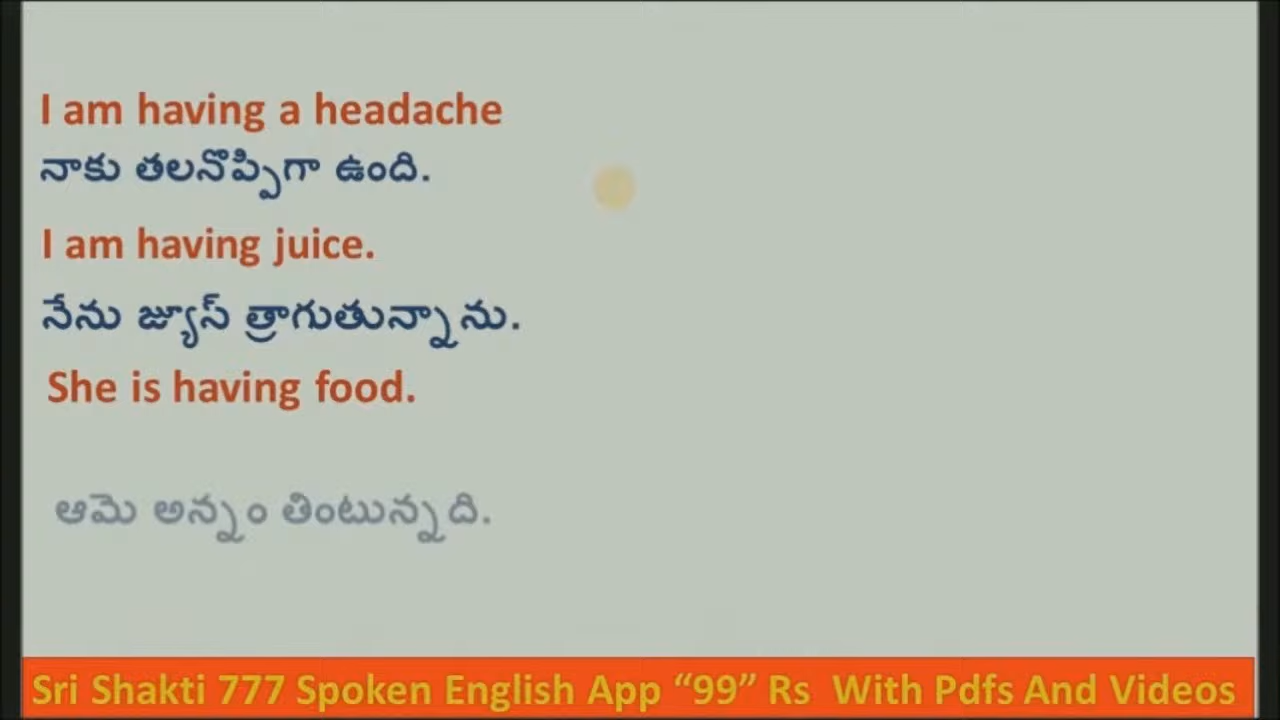 I am having a headache
నాకు తలనొప్పిగా ఉంది.
I am having juice.
నేను జ్యూస్ త్రాగుతున్నాను.
She is having food.
ఆమె అన్నం తింటున్నది.
Sri Shakti 777 Spoken English App “99” Rs With Pdfs And Videos